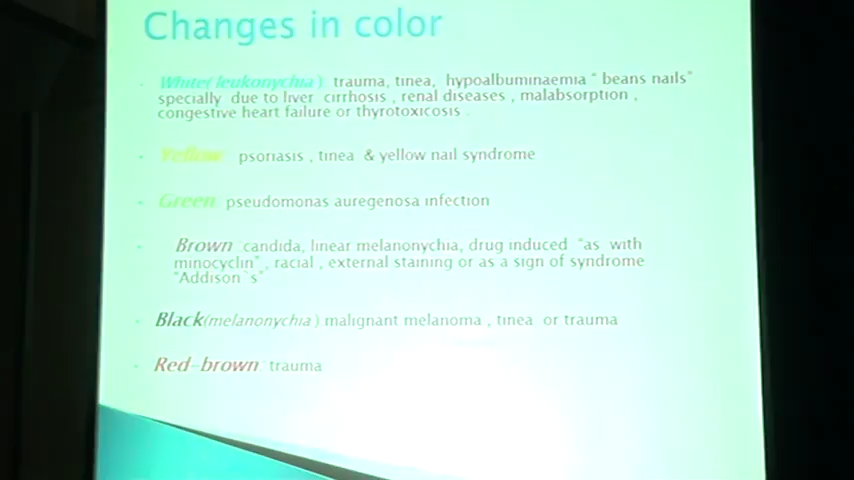 Changes in color
White( leukonychia ): trauma, tinea, hypoalbuminaemia " beans nails"
specially due to liver cirrhosis , renal diseases , malabsorption ,
congestive heart failure or thyrotoxicosis .
Yellow: psoriasis , tinea & yellow nail syndrome
Green: pseudomonas auregenosa infection
Brown: candida, linear melanonychia, drug induced "as with
minocyclin" , racial , external staining or as a sign of syndrome
"Addison`s"
Black(melanonychia ) malignant melanoma , tinea or trauma
Red-brown: trauma